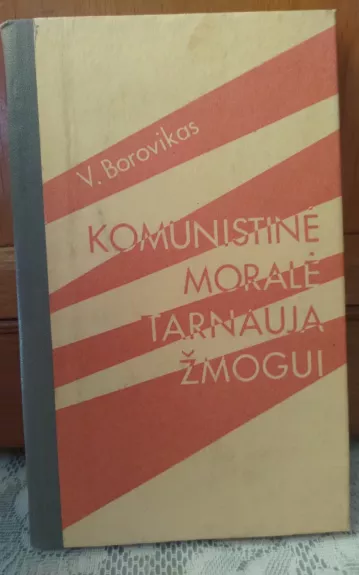 V. Borovikas
KOMUNISTINĖ
MORALĖ
TARNAUJA
ŽMOGUI